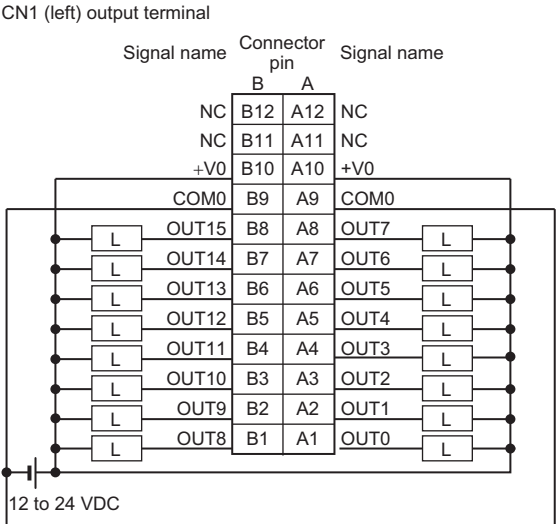 CN1 (left) output terminal
Signal name Connector pin Signal name
B A
NC B12 A12 NC
NC B11 A11 NC
+V0 B10 A10 +V0
COM0 B9 A9 COM0
L OUT15 B8 A8 OUT7 L
L OUT14 B7 A7 OUT6 L
L OUT13 B6 A6 OUT5 L
L OUT12 B5 A5 OUT4 L
L OUT11 B4 A4 OUT3 L
L OUT10 B3 A3 OUT2 L
L OUT9 B2 A2 OUT1 L
L OUT8 B1 A1 OUT0 L
12 to 24 VDC